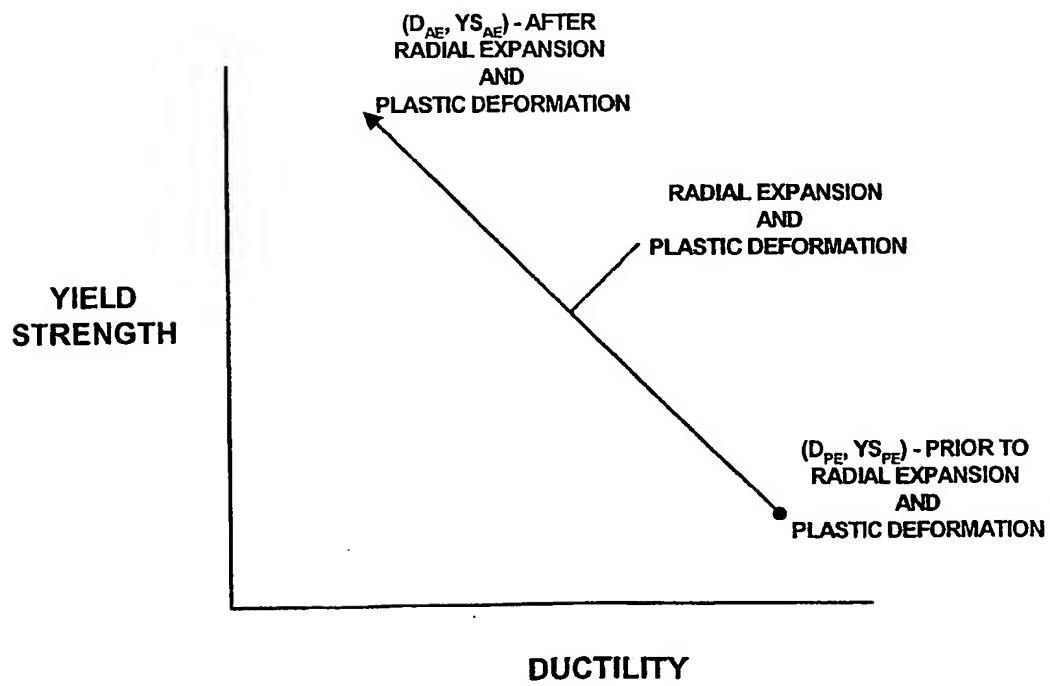 (D_AE, YS_AE) - AFTER
RADIAL EXPANSION
AND
PLASTIC DEFORMATION
RADIAL EXPANSION
AND
PLASTIC DEFORMATION
YIELD
STRENGTH
(D_PE, YS_PE) - PRIOR TO
RADIAL EXPANSION
AND
PLASTIC DEFORMATION
DUCTILITY